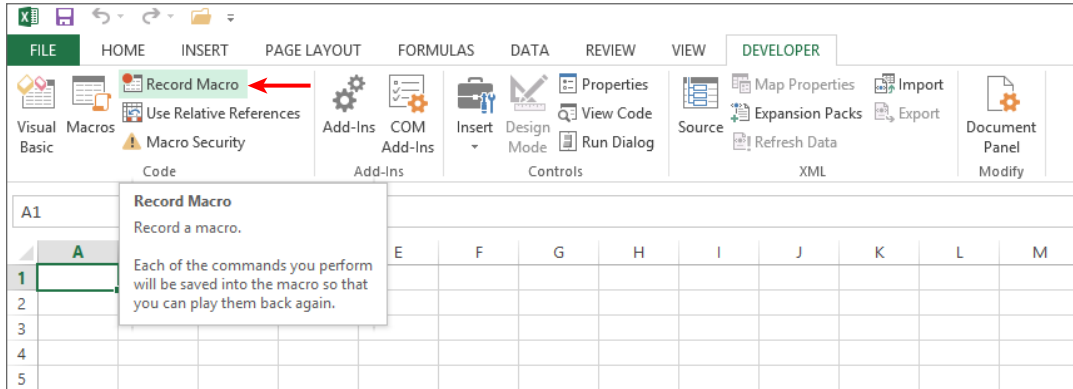 FILE HOME INSERT PAGE LAYOUT FORMULAS DATA REVIEW VIEW DEVELOPER
Visual
Basic
Macros
Record Macro
Use Relative References
Macro Security
Code
Add-Ins
COM
Add-Ins
Add-Ins
Insert
Design
Mode
Properties
View Code
Run Dialog
Controls
Source
Map Properties
Expansion Packs
Refresh Data
Import
Export
XML
Document
Panel
Modify
A1
Record Macro
Record a macro.
Each of the commands you perform
will be saved into the macro so that
you can play them back again.
A E F G H I J K L M
1
2
3
4
5